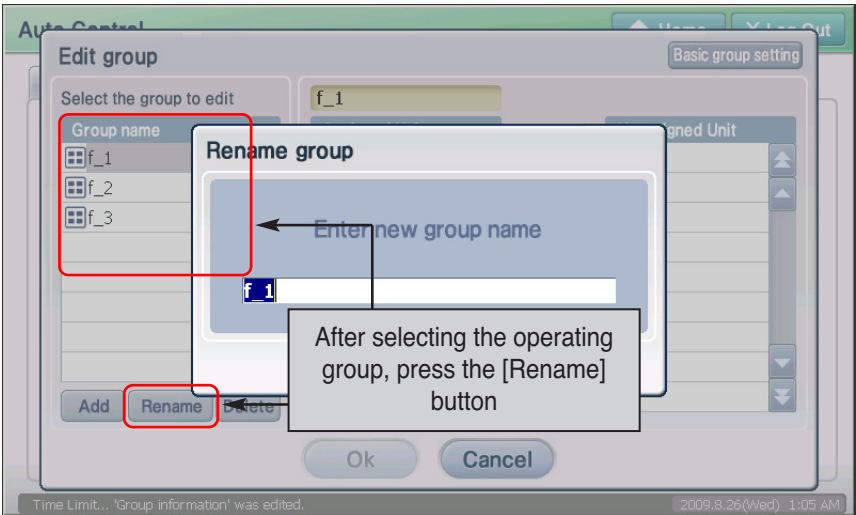 Auto Control
Home
X Log Out
Edit group
Basic group setting
Select the group to edit
f_1
Group name
f_1
f_2
f_3
Rename group
Enter new group name
f_1
After selecting the operating
group, press the [Rename]
button
Add
Rename
Delete
Ok
Cancel
Time Limit... 'Group information' was edited.
2009.8.26(Wed) 1:05 AM